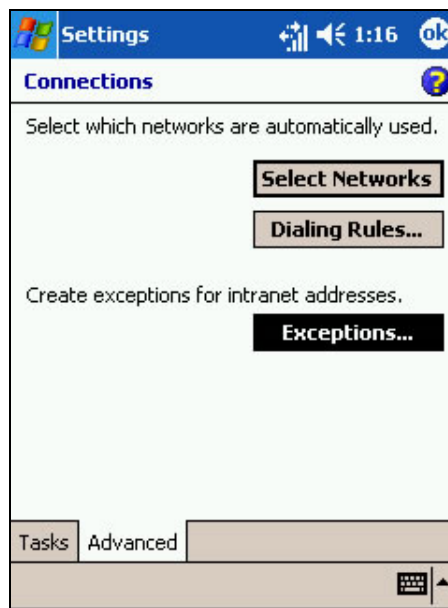 Settings 1:16 ok
Connections ?
Select which networks are automatically used.
Select Networks
Dialing Rules...
Create exceptions for intranet addresses.
Exceptions...
Tasks Advanced